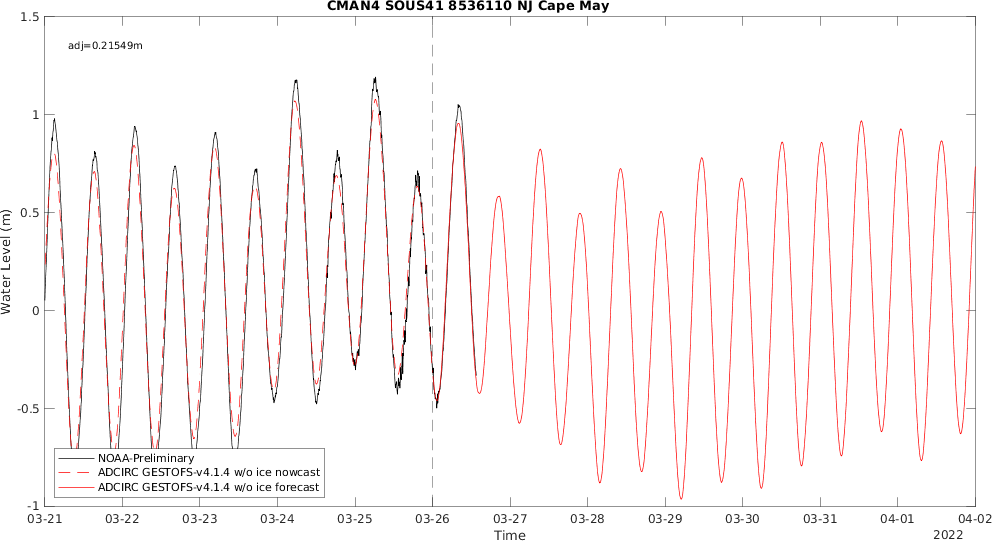 CMAN4 SOUS41 8536110 NJ Cape May
adj=0.21549m
Water Level (m)
1.5
1
0.5
0
-0.5
-1
NOAA-Preliminary
ADCIRC GESTOFS-v4.1.4 w/o ice nowcast
ADCIRC GESTOFS-v4.1.4 w/o ice forecast
03-21 03-22 03-23 03-24 03-25 03-26 03-27 03-28 03-29 03-30 03-31 04-01 04-02
Time
2022